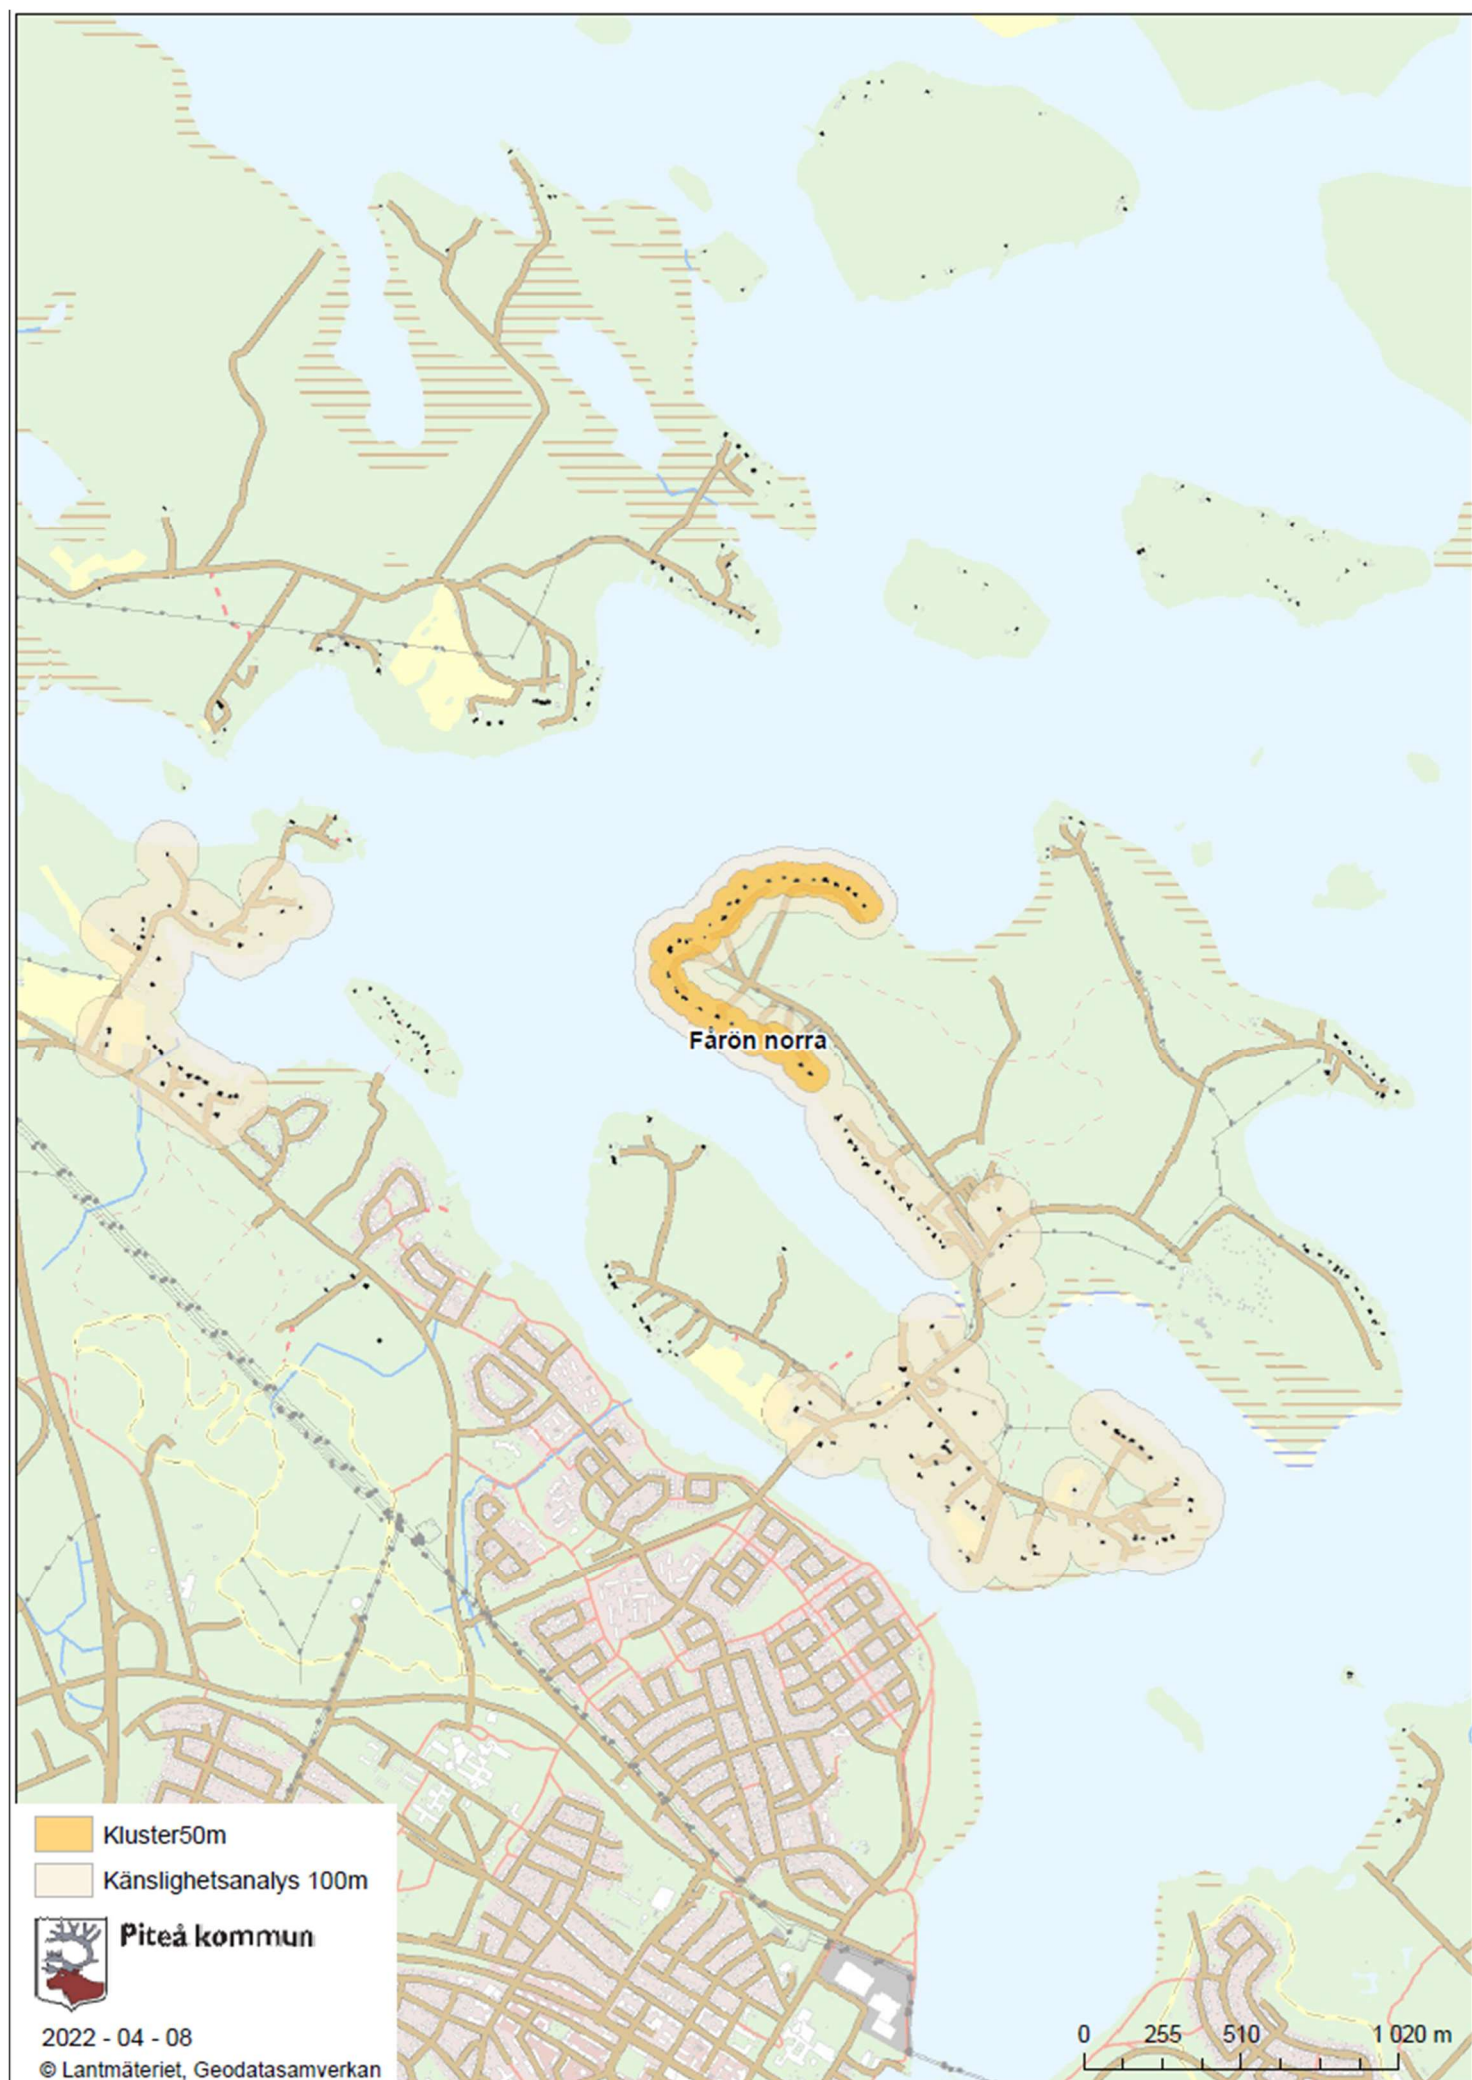 Fårön norra
Kluster50m
Känslighetsanalys 100m
Piteå kommun
2022 - 04 - 08
© Lantmäteriet, Geodatasamverkan
0 255 510 1 020 m